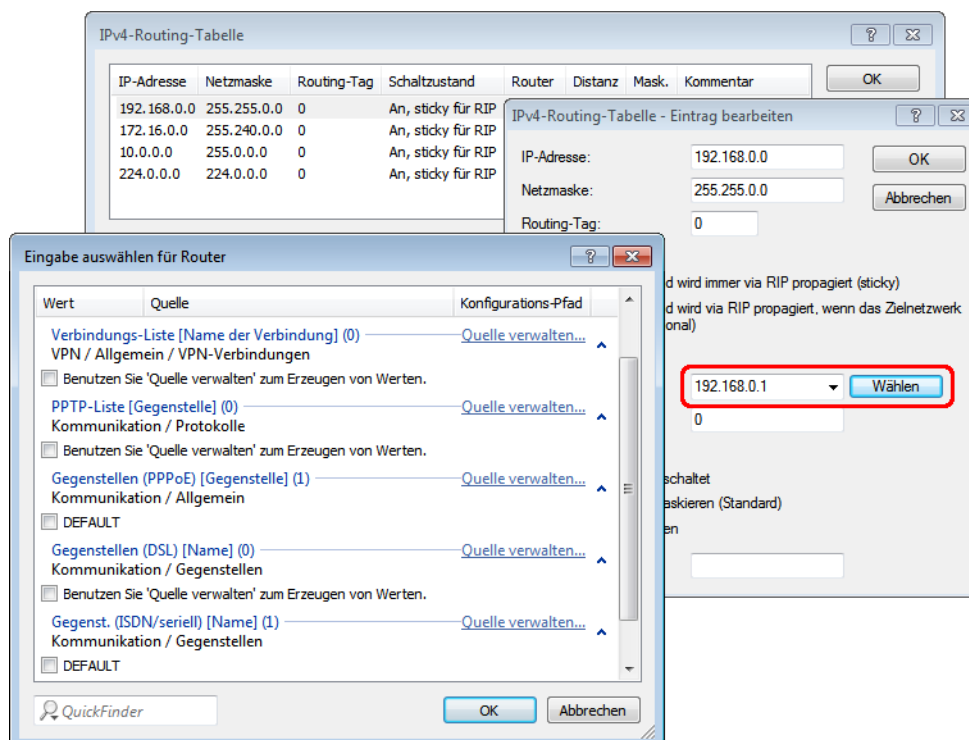 IPv4-Routing-Tabelle
IP-Adresse Netzmaske Routing-Tag Schaltzustand Router Distanz Mask. Kommentar
OK
192.168.0.0 255.255.0.0 0 An, sticky für RIP
172.16.0.0 255.240.0.0 0 An, sticky für RIP
10.0.0.0 255.0.0.0 0 An, sticky für RIP
224.0.0.0 224.0.0.0 0 An, sticky für RIP
IPv4-Routing-Tabelle - Eintrag bearbeiten
IP-Adresse: 192.168.0.0
OK
Netzmaske: 255.255.0.0
Abbrechen
Routing-Tag: 0
d wird immer via RIP propagiert (sticky)
d wird via RIP propagiert, wenn das Zielnetzwerk
onal)
192.168.0.1 Wählen
0
schaltet
askieren (Standard)
en
Eingabe auswählen für Router
Wert Quelle Konfigurations-Pfad
Verbindungs-Liste [Name der Verbindung] (0) Quelle verwalten...
VPN / Allgemein / VPN-Verbindungen
Benutzen Sie 'Quelle verwalten' zum Erzeugen von Werten.
PPTP-Liste [Gegenstelle] (0) Quelle verwalten...
Kommunikation / Protokolle
Benutzen Sie 'Quelle verwalten' zum Erzeugen von Werten.
Gegenstellen (PPPoE) [Gegenstelle] (1) Quelle verwalten...
Kommunikation / Allgemein
DEFAULT
Gegenstellen (DSL) [Name] (0) Quelle verwalten...
Kommunikation / Gegenstellen
Benutzen Sie 'Quelle verwalten' zum Erzeugen von Werten.
Gegenst. (ISDN/seriell) [Name] (1) Quelle verwalten...
Kommunikation / Gegenstellen
DEFAULT
QuickFinder
OK
Abbrechen